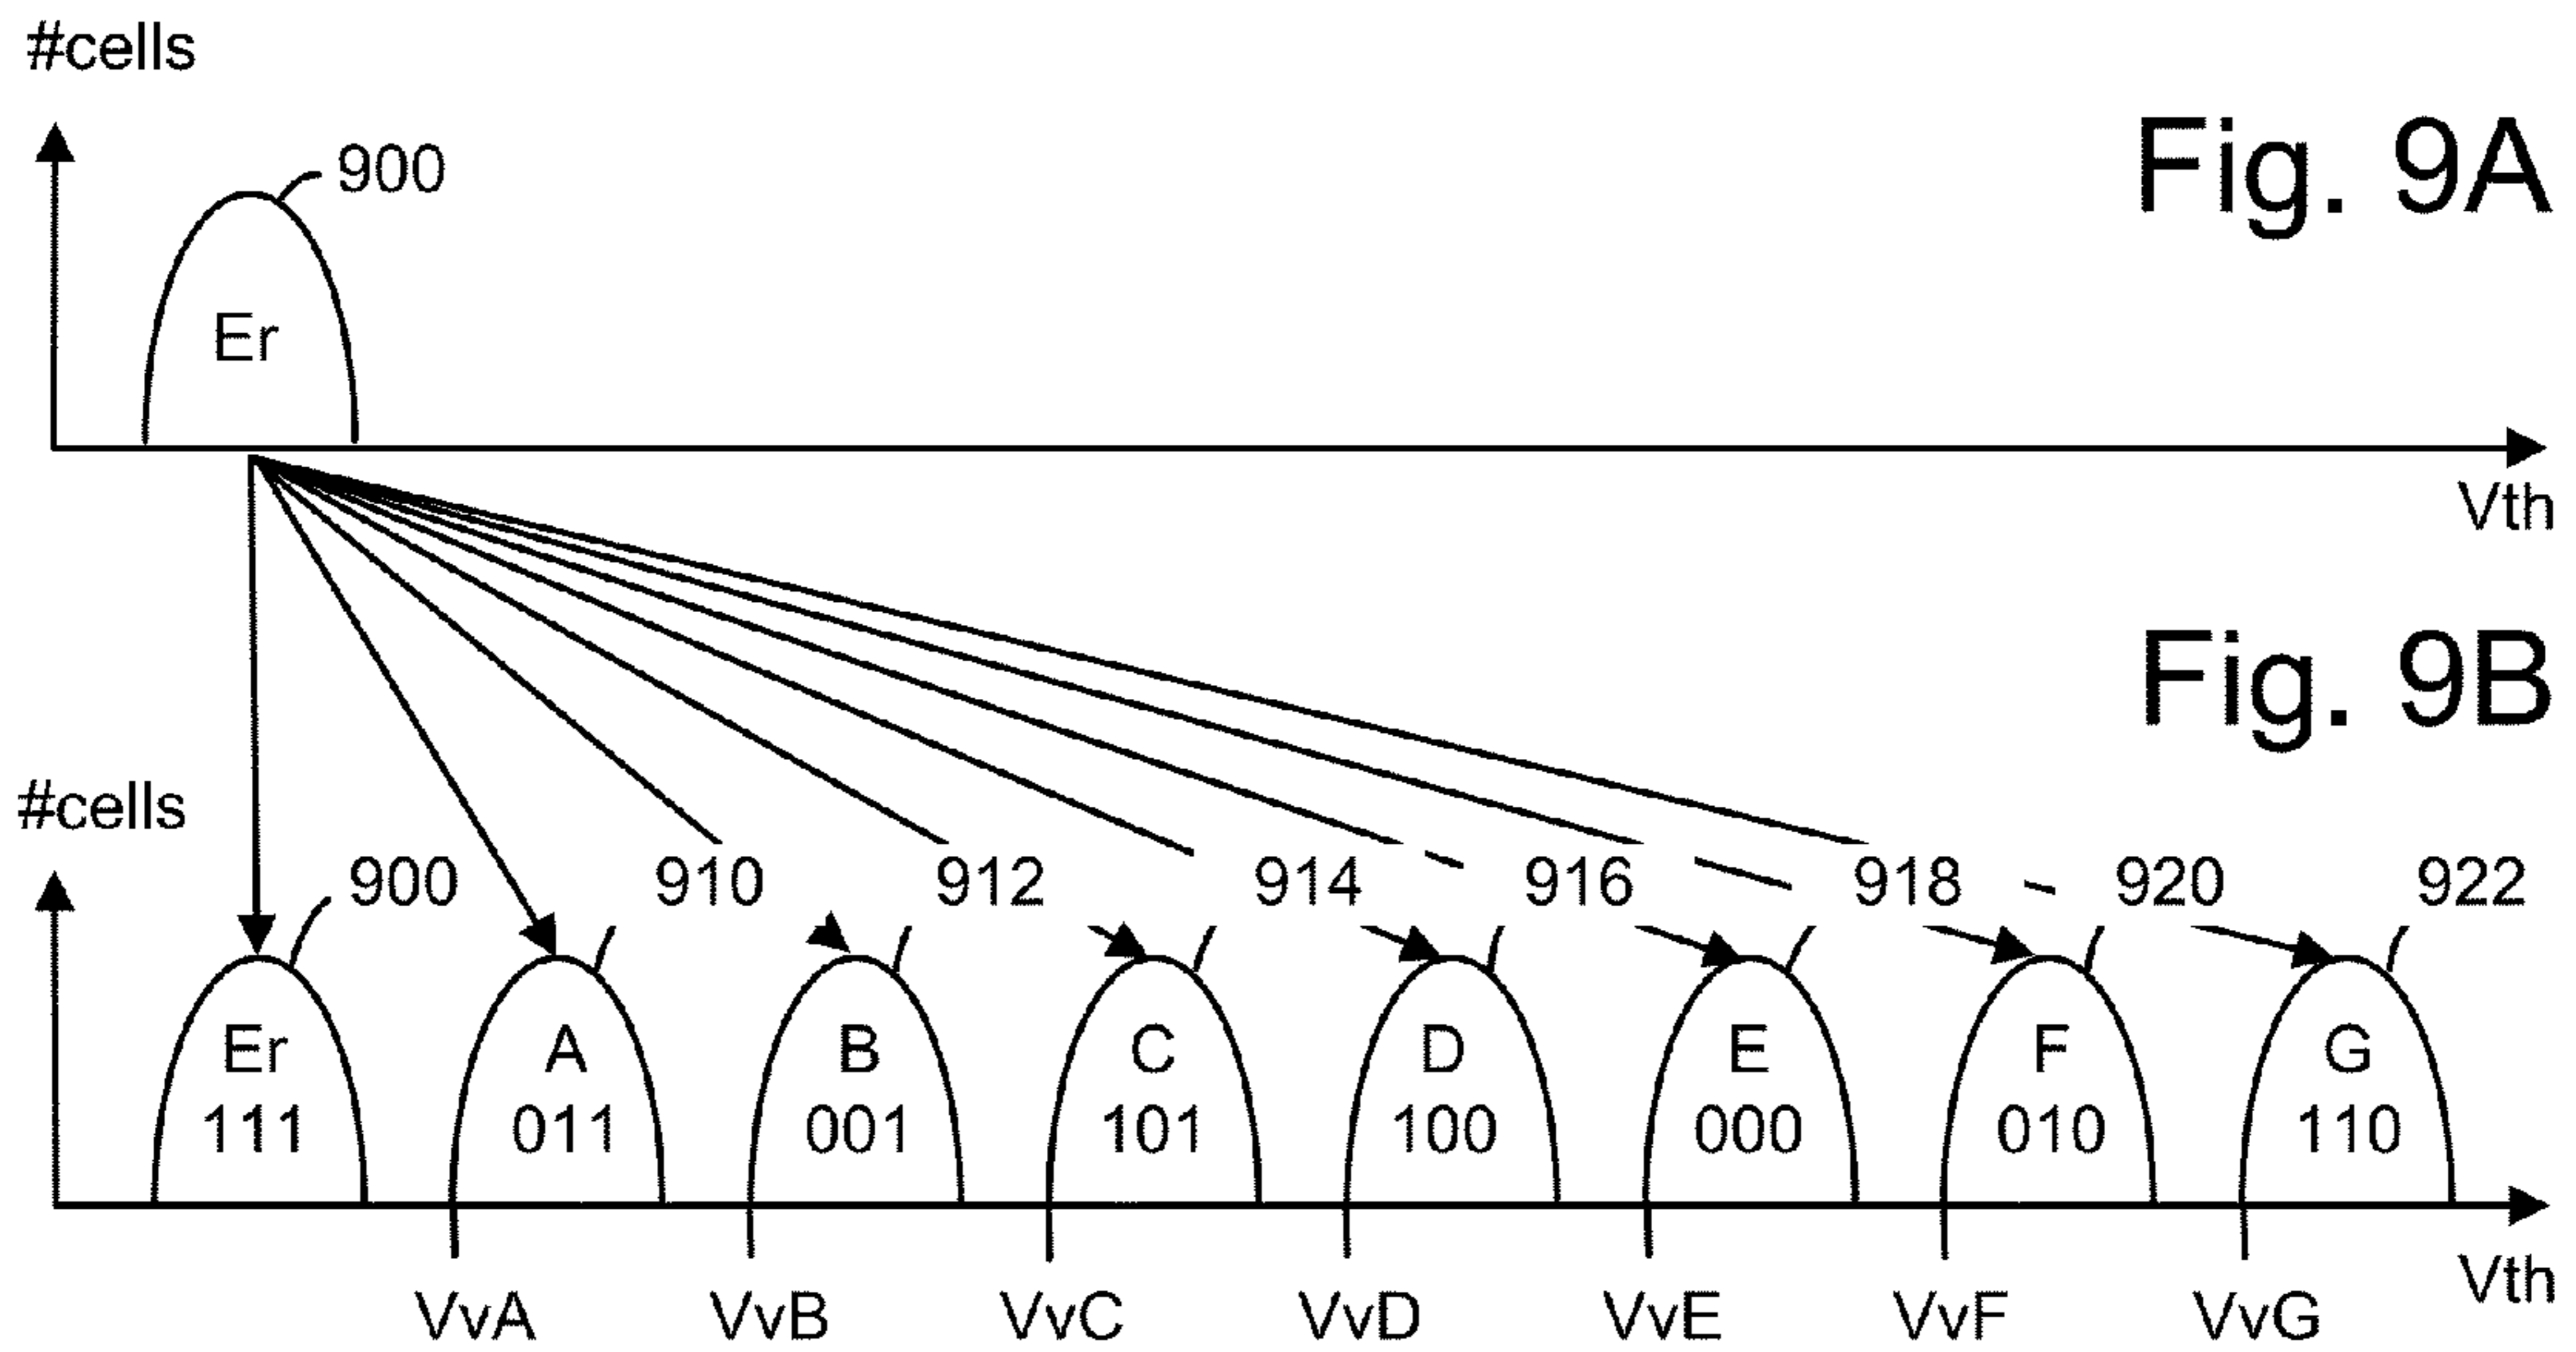 #cells
Fig. 9A
900
Er
Vth
Fig. 9B
#cells
900 910 912 914 916 918 920 922
Er A B C D E F G
111 011 001 101 100 000 010 110
Vth
VvA VvB VvC VvD VvE VvF VvG